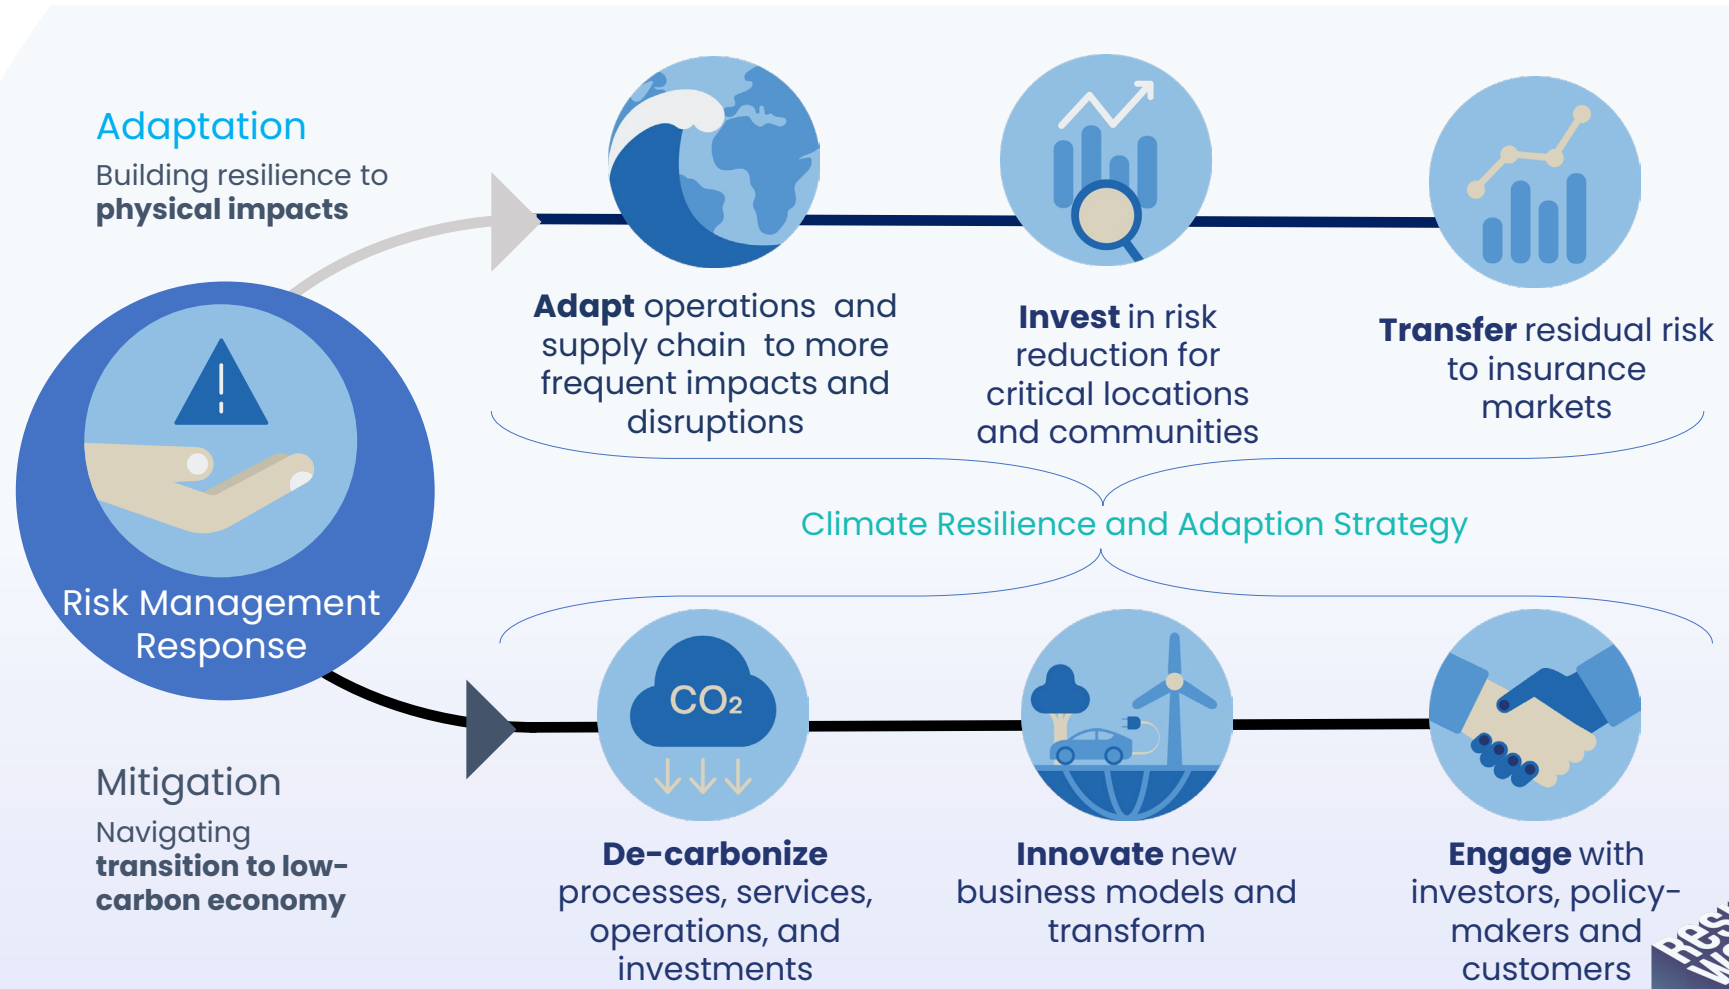 Adaptation
Building resilience to
physical impacts
Adapt operations and
supply chain to more
frequent impacts and
disruptions
Invest in risk
reduction for
critical locations
and communities
Transfer residual risk
to insurance
markets
Climate Resilience and Adaption Strategy
Risk Management
Response
CO₂
Mitigation
Navigating
transition to low-
carbon economy
De-carbonize
processes, services,
operations, and
investments
Innovate new
business models and
transform
Engage with
investors, policy-
makers and
customers